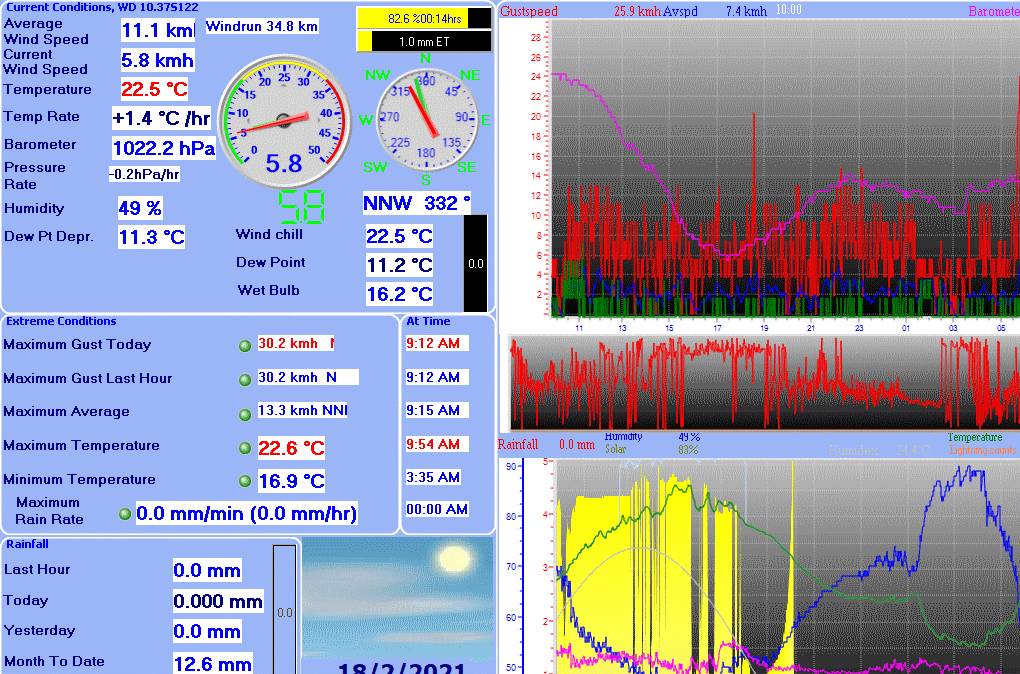 Current Conditions, WD 10.375122
Average Wind Speed 11.1 kmh
Windrun 34.8 km
82.6 %00:14hrs
1.0 mm ET
Current Wind Speed 5.8 kmh
Temperature 22.5 °C
Temp Rate +1.4 °C /hr
Barometer 1022.2 hPa
Pressure Rate -0.2hPa/hr
Humidity 49 %
Dew Pt Depr. 11.3 °C
0 5 10 15 20 25 30 35 40 45 50
5.8
5.8
N NE E SE S SW W NW
360 45 90 135 180 225 270 315
NNW 332 °
Wind chill 22.5 °C
Dew Point 11.2 °C
Wet Bulb 16.2 °C
0.0
Extreme Conditions
At Time
Maximum Gust Today 30.2 kmh 9:12 AM
Maximum Gust Last Hour 30.2 kmh N 9:12 AM
Maximum Average 13.3 kmh NNI 9:15 AM
Maximum Temperature 22.6 °C 9:54 AM
Minimum Temperature 16.9 °C 3:35 AM
Maximum Rain Rate 0.0 mm/min (0.0 mm/hr) 00:00 AM
Rainfall
Last Hour 0.0 mm
Today 0.000 mm
Yesterday 0.0 mm
Month To Date 12.6 mm
0.0
18/2/2021
Gustspeed 25.9 kmh Avspd 7.4 kmh 10:00 Baromete
28
26
24
22
20
18
16
14
12
10
8
6
4
2
11 13 15 17 19 21 23 01 03 05
Rainfall 0.0 mm Humidity 49% Temperature
Solar 83% Humidex 24.4°C Lightning counts
90 80 70 60 50
5 4 3 2 1